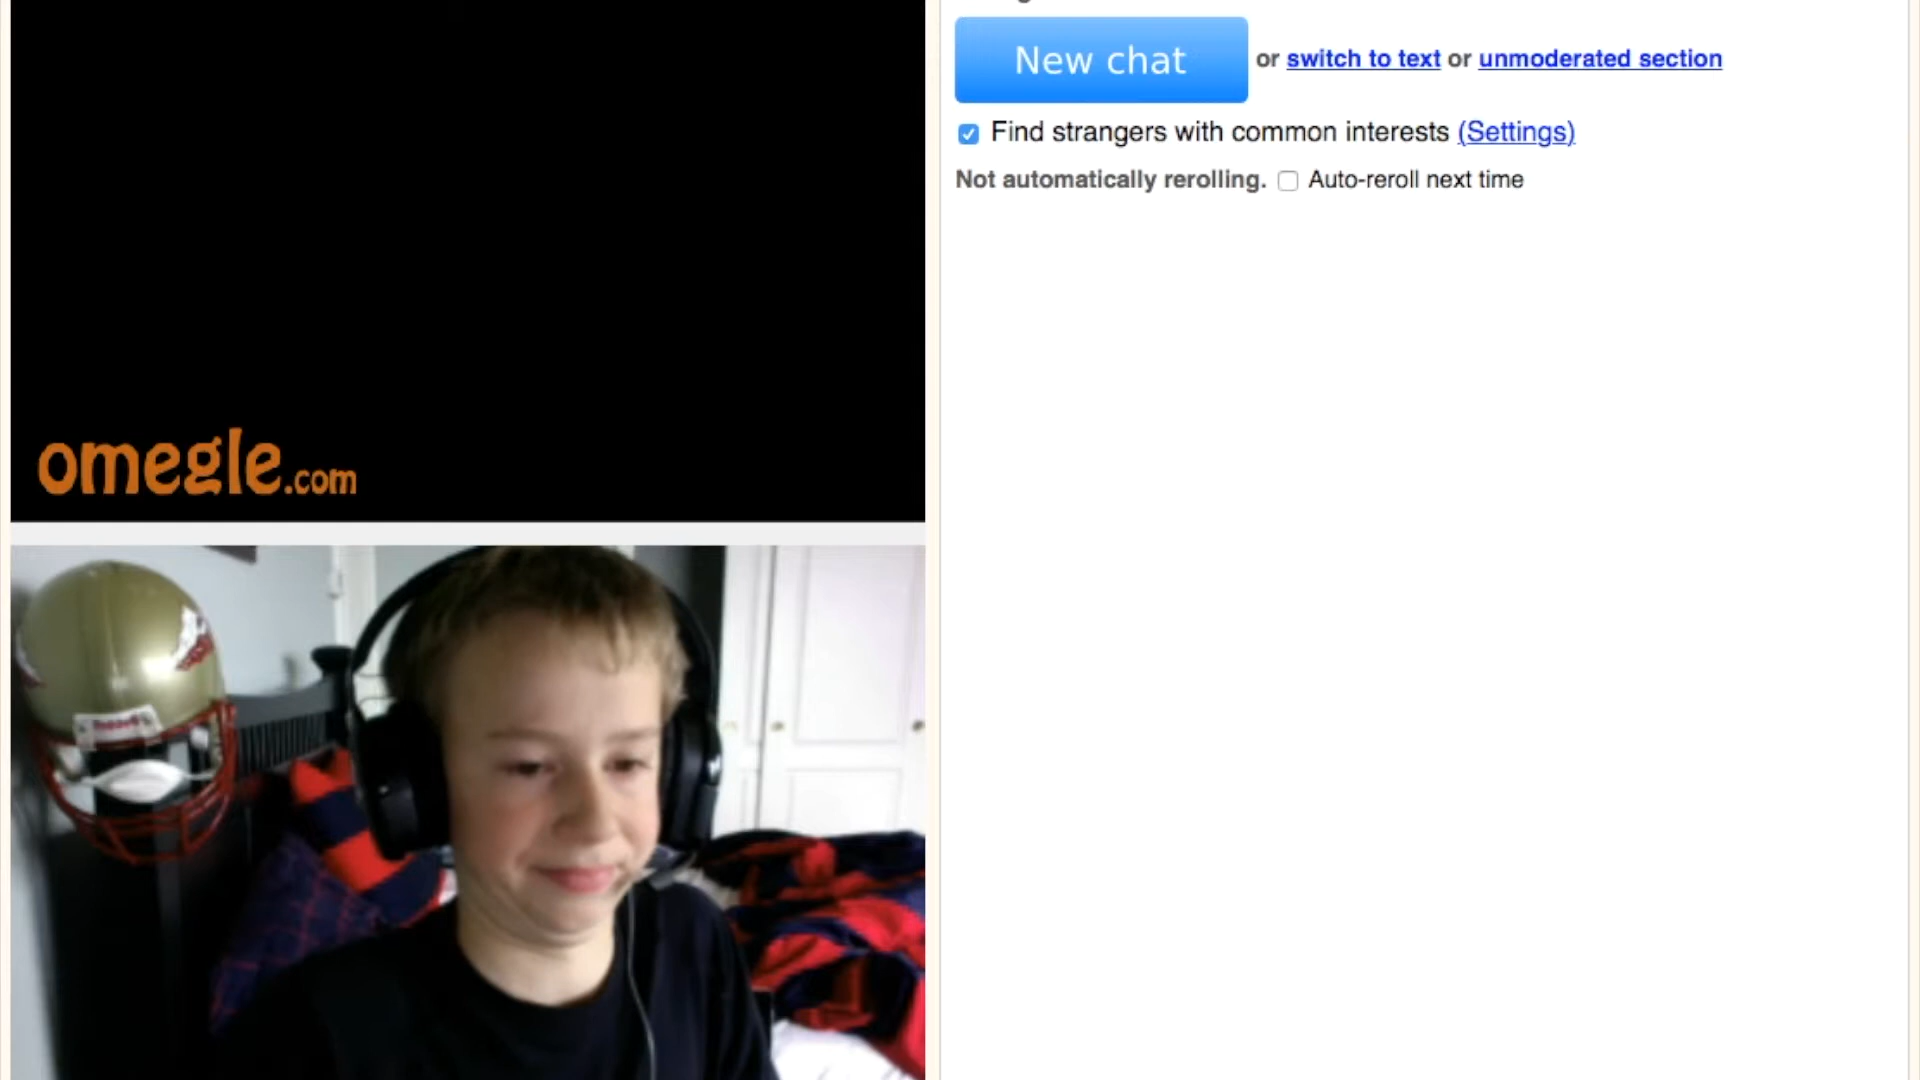 New chat or switch to text or unmoderated section
Find strangers with common interests (Settings)
Not automatically rerolling. Auto-reroll next time
omegle.com